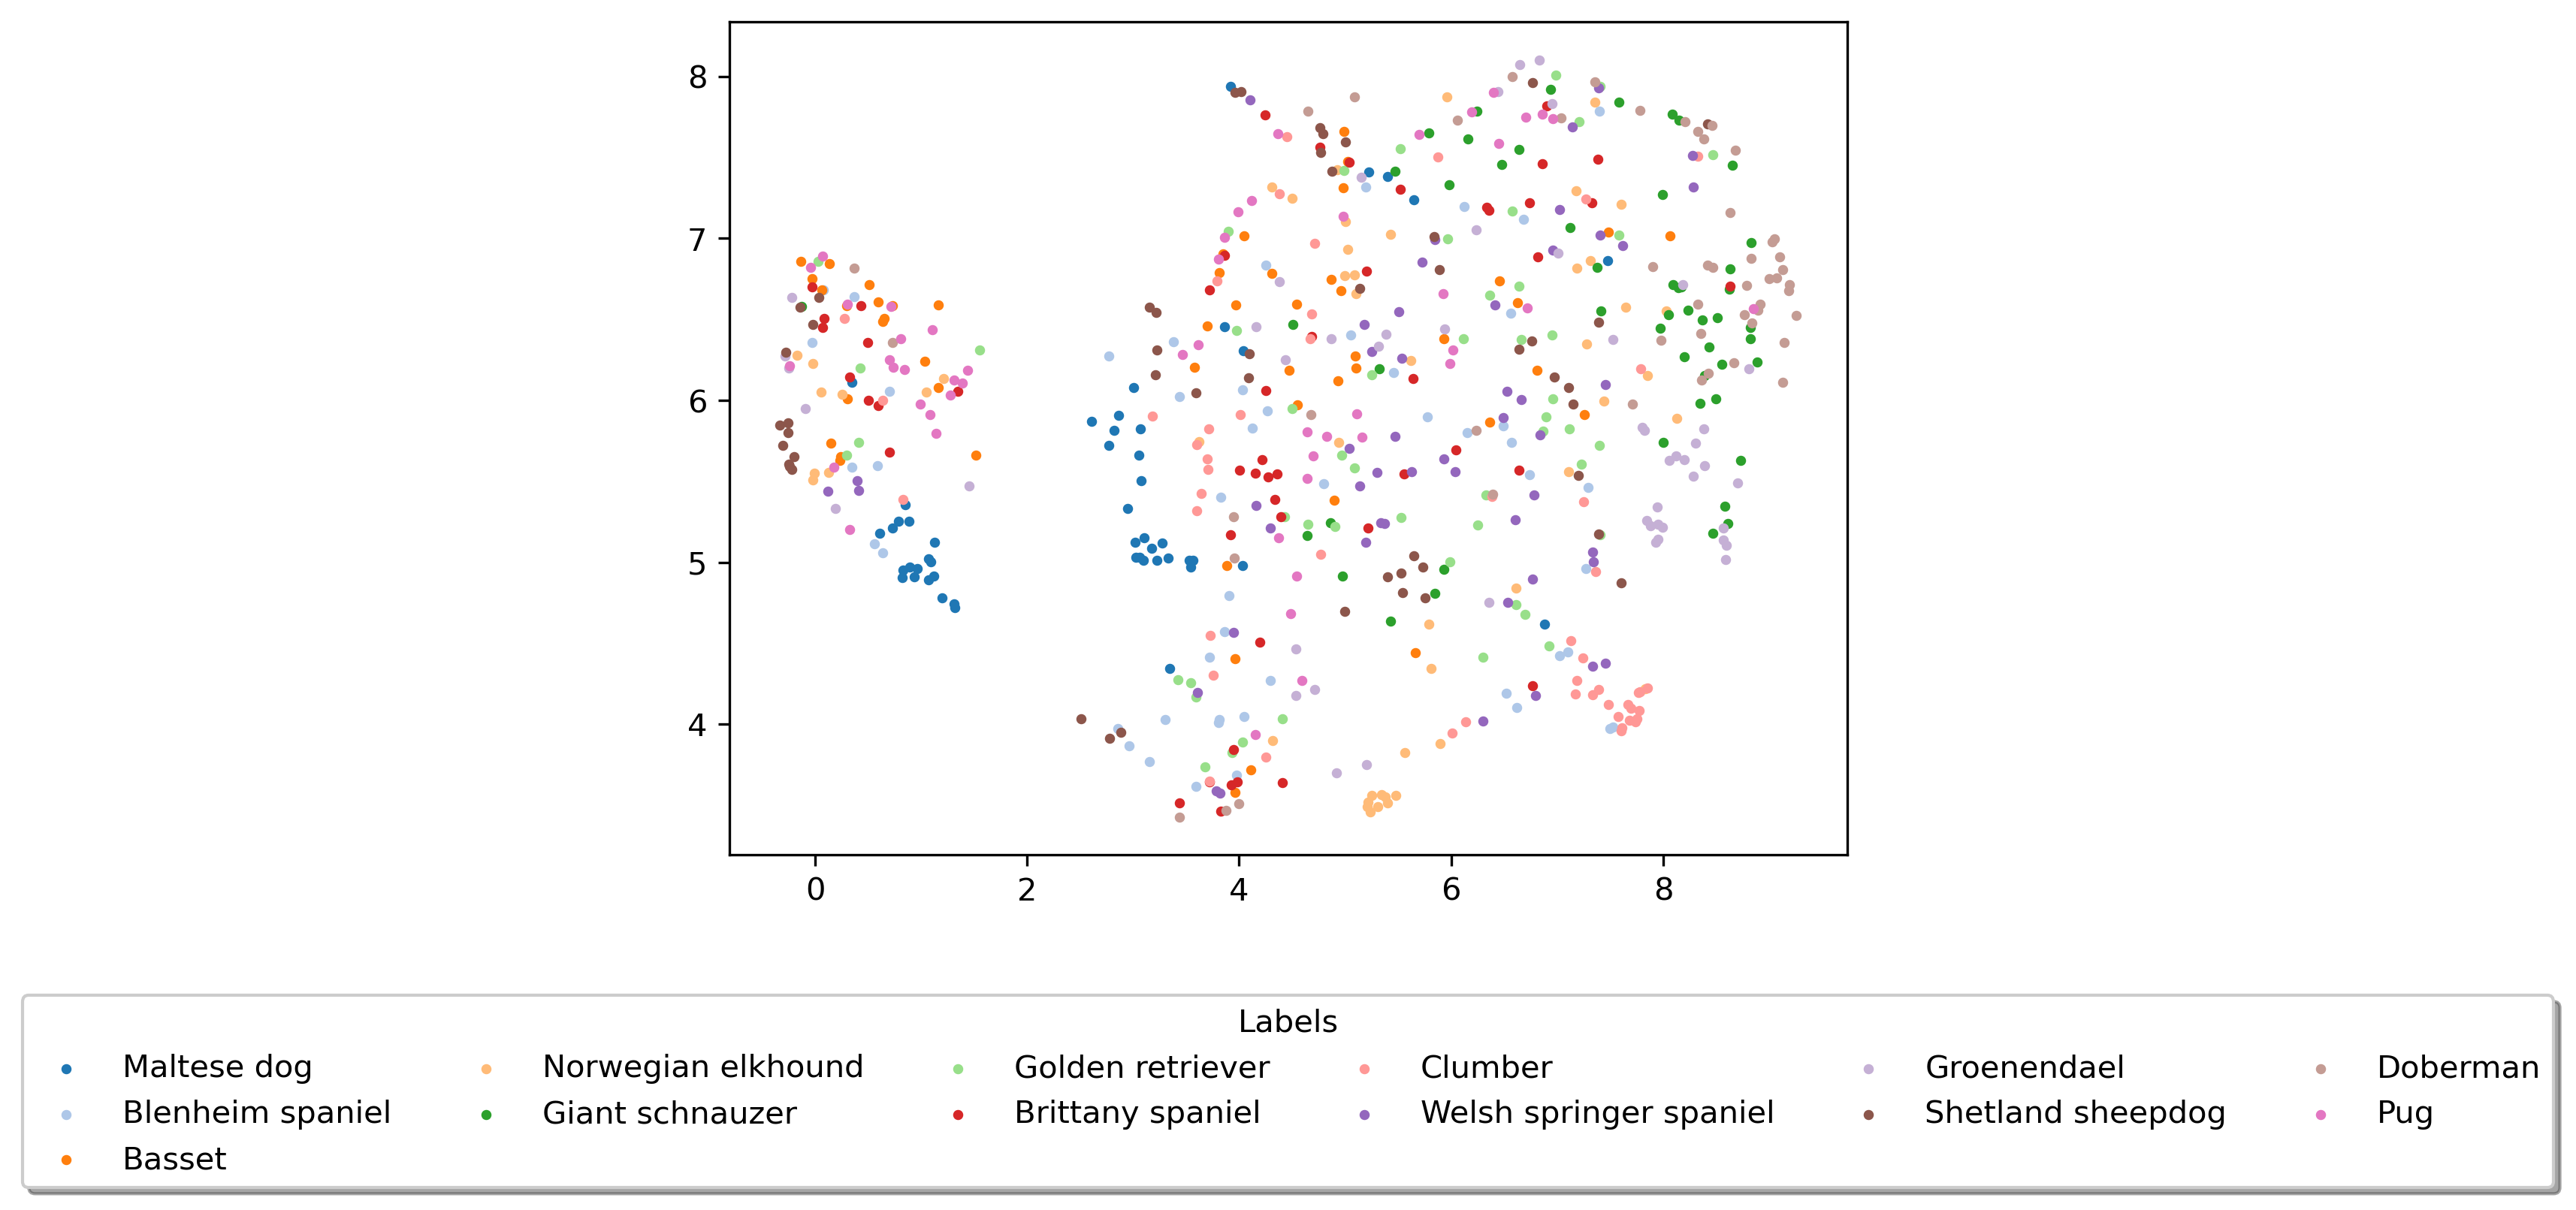 8
7
6
5
4
0 2 4 6 8
Labels
Maltese dog Norwegian elkhound Golden retriever Clumber Groenendael Doberman
Blenheim spaniel Giant schnauzer Brittany spaniel Welsh springer spaniel Shetland sheepdog Pug
Basset